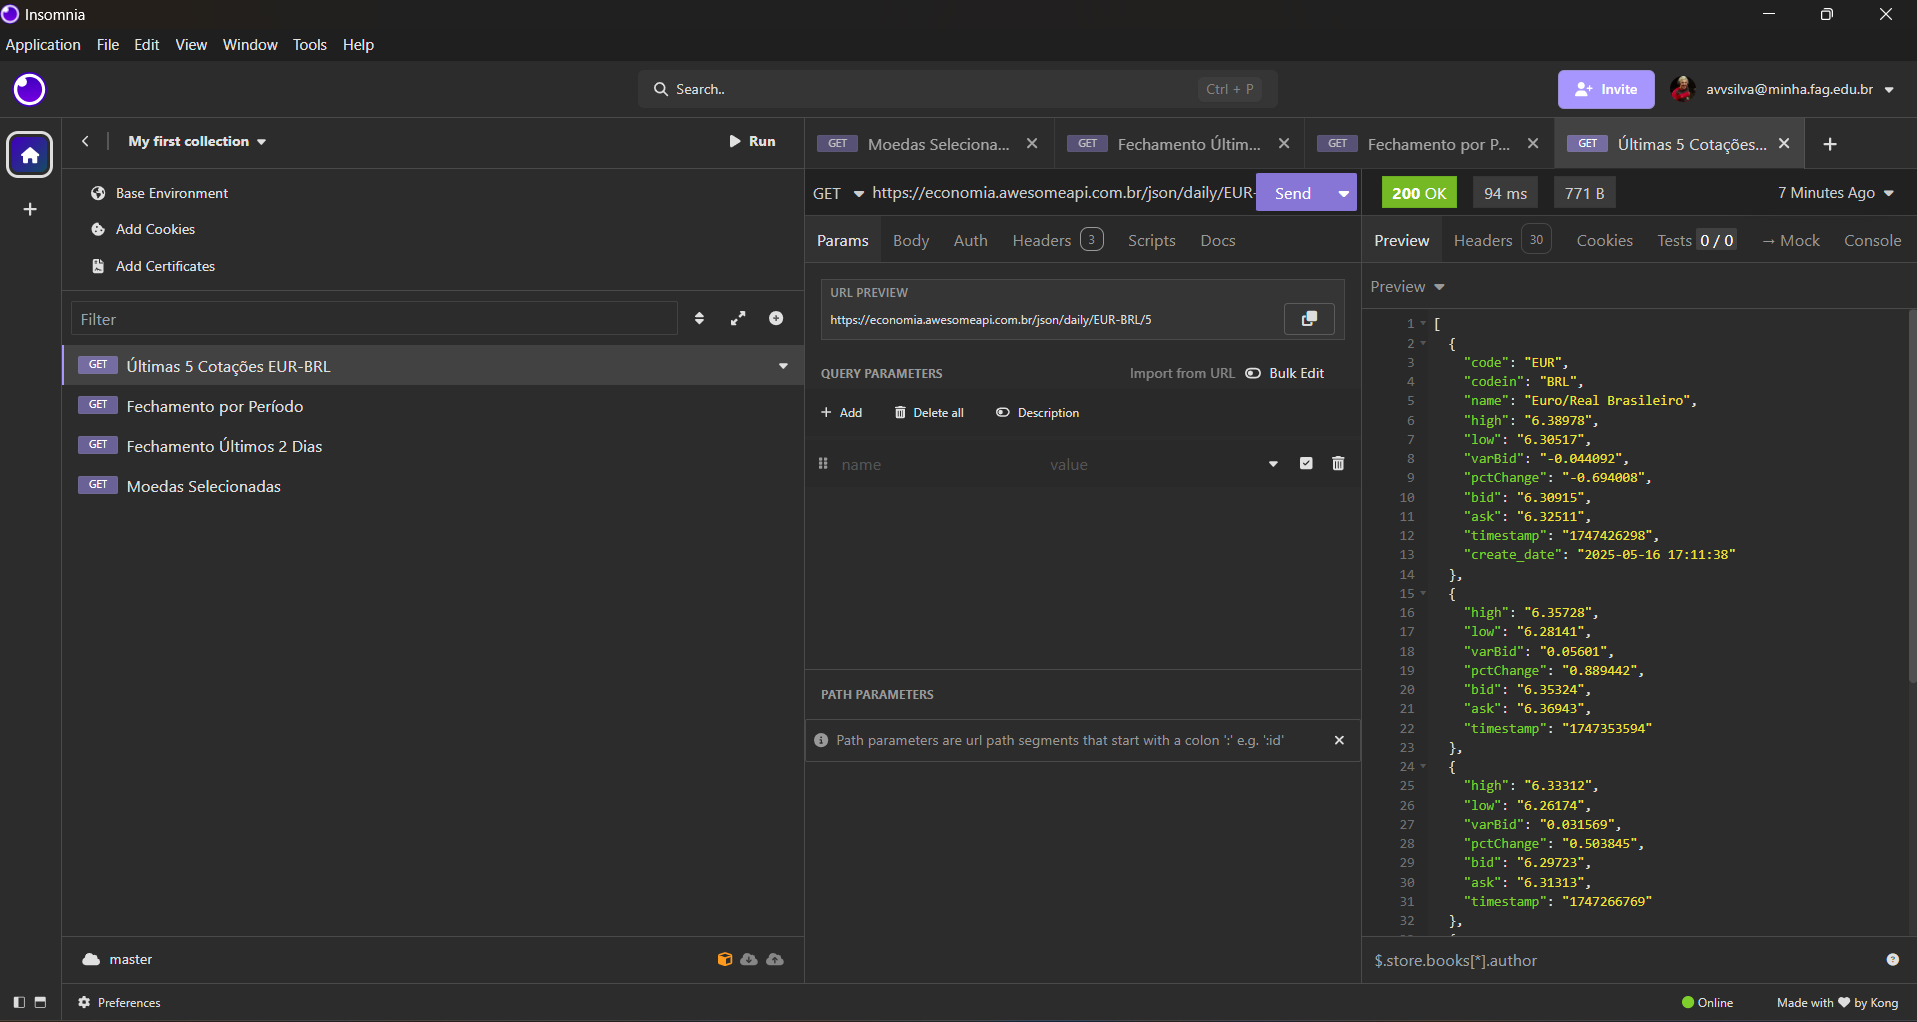 Insomnia
Application File Edit View Window Tools Help
Search.. Ctrl + P
Invite avvsilva@minha.fag.edu.br
My first collection Run
Base Environment
Add Cookies
Add Certificates
Filter
GET Últimas 5 Cotações EUR-BRL
GET Fechamento por Período
GET Fechamento Últimos 2 Dias
GET Moedas Selecionadas
master
Preferences
GET Moedas Seleciona... GET Fechamento Últim... GET Fechamento por P... GET Últimas 5 Cotações...
GET https://economia.awesomeapi.com.br/json/daily/EUR- Send
Params Body Auth Headers 3 Scripts Docs
URL PREVIEW
https://economia.awesomeapi.com.br/json/daily/EUR-BRL/5
QUERY PARAMETERS Import from URL Bulk Edit
Add Delete all Description
name value
PATH PARAMETERS
Path parameters are url path segments that start with a colon ':' e.g. ':id'
200 OK 94 ms 771 B 7 Minutes Ago
Preview Headers 30 Cookies Tests 0 / 0 → Mock Console
Preview
1 [
2 {
3 "code": "EUR",
4 "codein": "BRL",
5 "name": "Euro/Real Brasileiro",
6 "high": "6.38978",
7 "low": "6.30517",
8 "varBid": "-0.044092",
9 "pctChange": "-0.694008",
10 "bid": "6.30915",
11 "ask": "6.32511",
12 "timestamp": "1747426298",
13 "create_date": "2025-05-16 17:11:38"
14 },
15 {
16 "high": "6.35728",
17 "low": "6.28141",
18 "varBid": "0.05601",
19 "pctChange": "0.889442",
20 "bid": "6.35324",
21 "ask": "6.36943",
22 "timestamp": "1747353594"
23 },
24 {
25 "high": "6.33312",
26 "low": "6.26174",
27 "varBid": "0.031569",
28 "pctChange": "0.503845",
29 "bid": "6.29723",
30 "ask": "6.31313",
31 "timestamp": "1747266769"
32 },
$.store.books[*].author
Online Made with ❤ by Kong